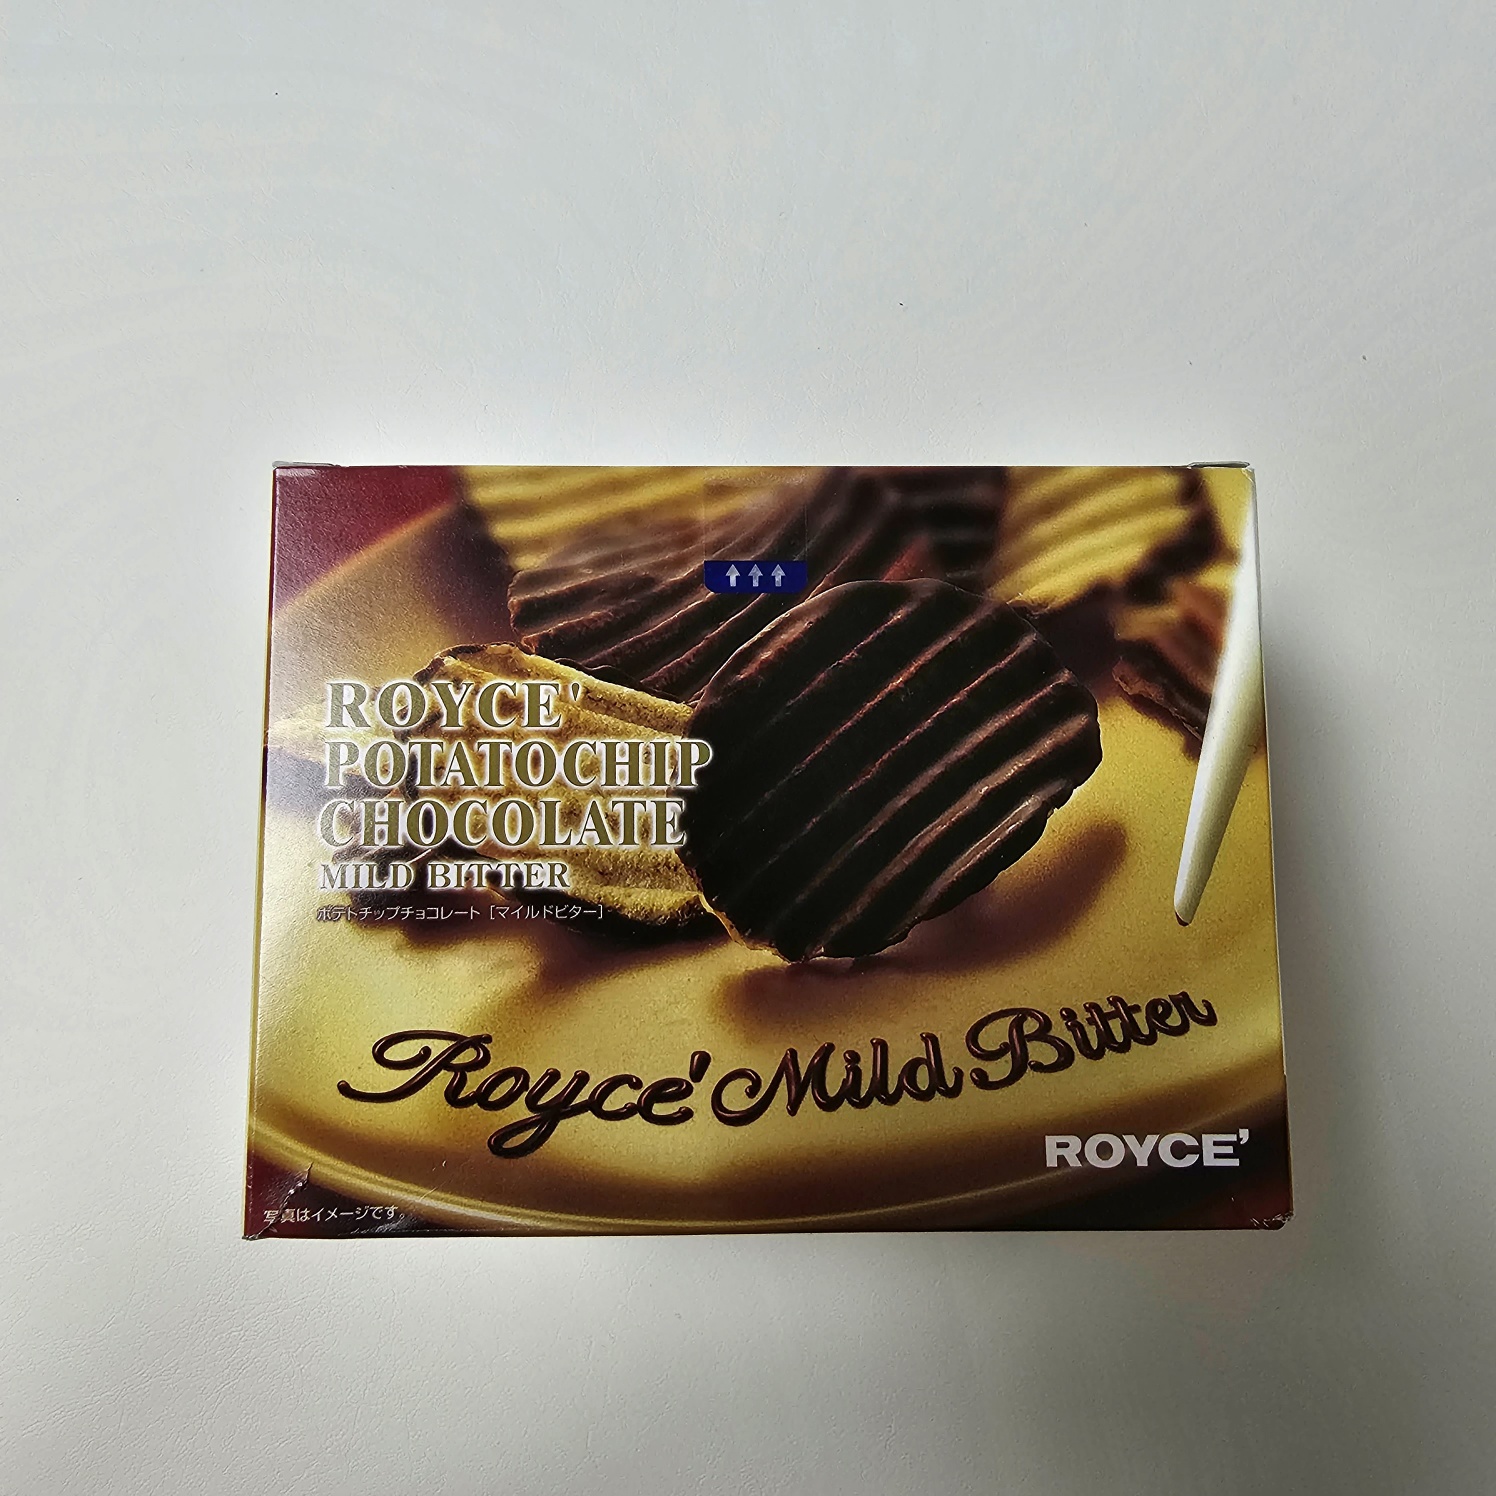 ROYCE'
POTATOCHIP
CHOCOLATE
MILD BITTER
ポテトチップチョコレート［マイルドビター］
Royce' Mild Bitter
ROYCE'
写真はイメージです。